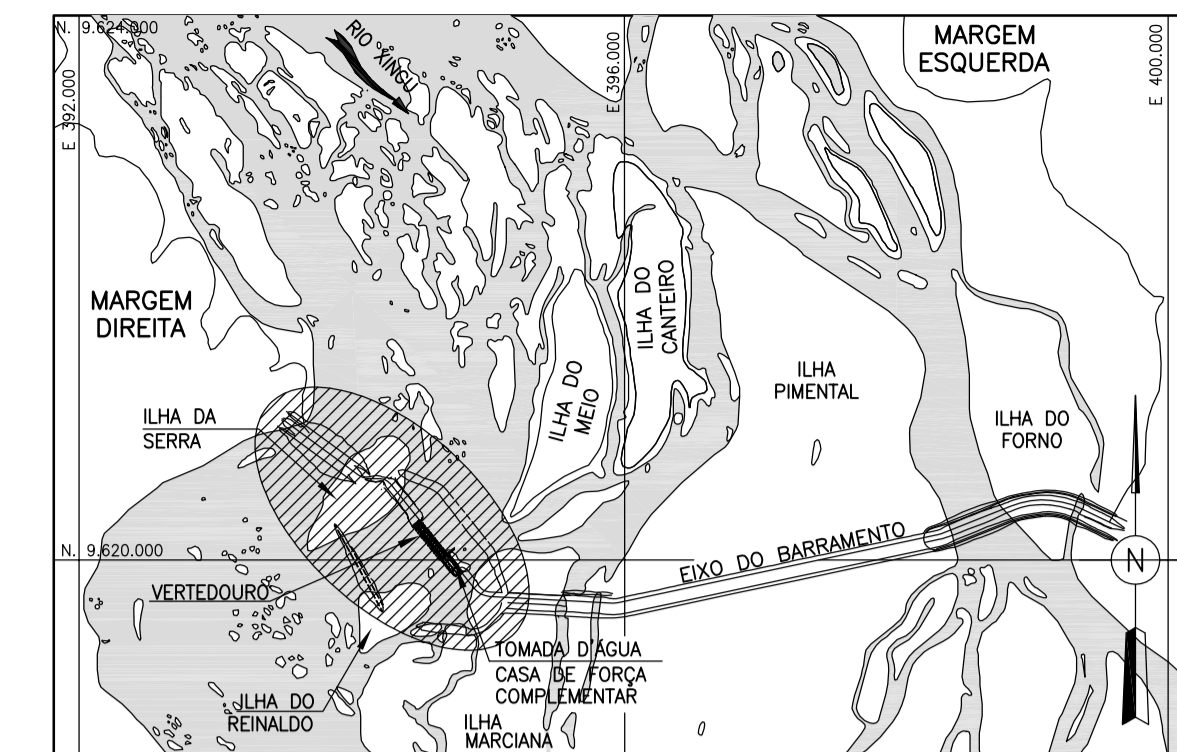 N. 9.624.000
E 392.000
RIO XINGU
E 396.000
MARGEM
ESQUERDA
E 400.000
MARGEM
DIREITA
ILHA DO
CANTEIRO
ILHA DO
MEIO
ILHA
PIMENTAL
ILHA DO
FORNO
ILHA DA
SERRA
N. 9.620.000
EIXO DO BARRAMENTO
N
VERTEDOURO
TOMADA D'ÁGUA
CASA DE FORÇA
COMPLEMENTAR
ILHA DO
REINALDO
ILHA
MARCIANA